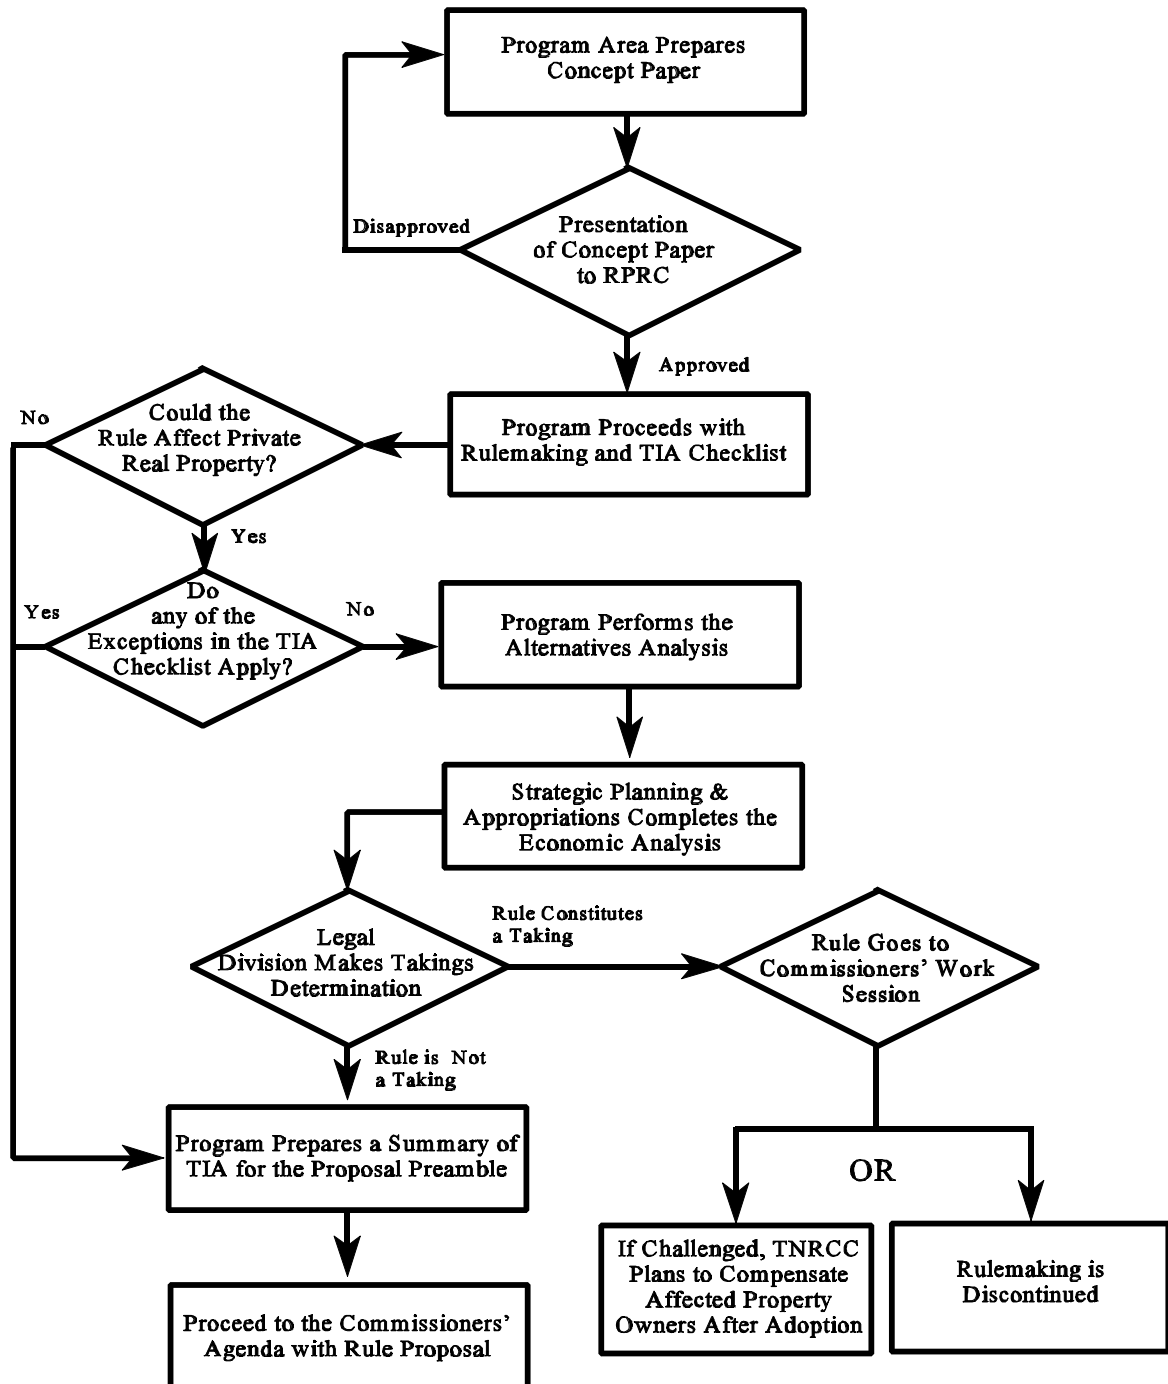 Program Area Prepares
Concept Paper
Disapproved
Presentation
of Concept Paper
to RPRC
Approved
No
Could the
Rule Affect Private
Real Property?
Program Proceeds with
Rulemaking and TIA Checklist
Yes
Yes
Do
any of the
Exceptions in the TIA
Checklist Apply?
No
Program Performs the
Alternatives Analysis
Strategic Planning &
Appropriations Completes the
Economic Analysis
Legal
Division Makes Takings
Determination
Rule Constitutes
a Taking
Rule Goes to
Commissioners' Work
Session
Rule is Not
a Taking
Program Prepares a Summary of
TIA for the Proposal Preamble
OR
If Challenged, TNRCC
Plans to Compensate
Affected Property
Owners After Adoption
Rulemaking is
Discontinued
Proceed to the Commissioners'
Agenda with Rule Proposal